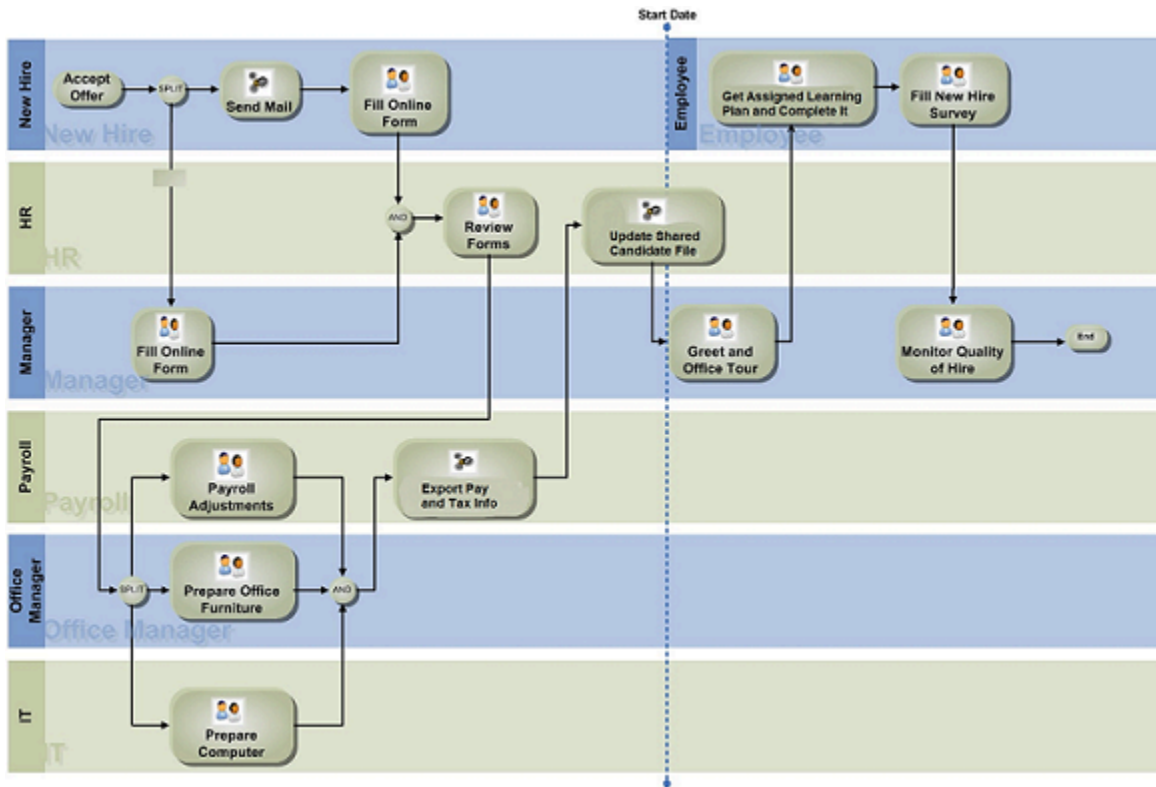 Start Date
New Hire
New Hire
Accept
Offer
SPLIT
Send Mail
Fill Online
Form
Employee
Employee
Get Assigned Learning
Plan and Complete It
Fill New Hire
Survey
HR
HR
AND
Review
Forms
Update Shared
Candidate File
Manager
Manager
Fill Online
Form
Greet and
Office Tour
Monitor Quality
of Hire
End
Payroll
Payroll
Payroll
Adjustments
Export Pay
and Tax Info
Office
Manager
Office Manager
SPLIT
Prepare Office
Furniture
AND
IT
IT
Prepare
Computer